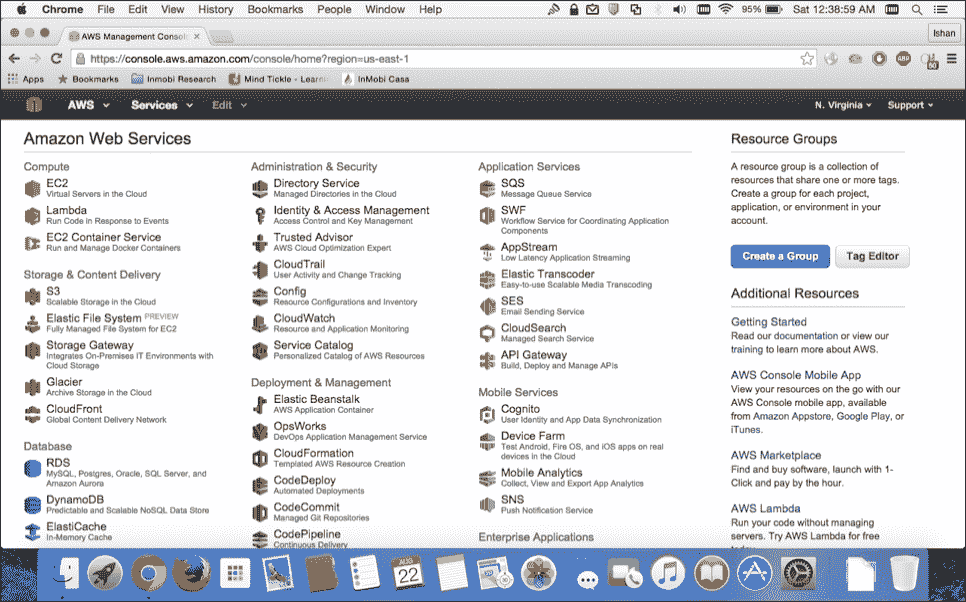 Chrome File Edit View History Bookmarks People Window Help 95% Sat 12:38:59 AM
AWS Management Consol
Ishan
https://console.aws.amazon.com/console/home?region=us-east-1
Apps Bookmarks Inmobi Research Mind Tickle - Learni InMobi Casa
AWS Services Edit N. Virginia Support
Amazon Web Services
Compute
EC2
Virtual Servers in the Cloud
Lambda
Run Code in Response to Events
EC2 Container Service
Run and Manage Docker Containers
Storage & Content Delivery
S3
Scalable Storage in the Cloud
Elastic File System PREVIEW
Fully Managed File System for EC2
Storage Gateway
Integrates On-Premises IT Environments with
Cloud Storage
Glacier
Archive Storage in the Cloud
CloudFront
Global Content Delivery Network
Database
RDS
MySQL, Postgres, Oracle, SQL Server, and
Amazon Aurora
DynamoDB
Predictable and Scalable NoSQL Data Store
ElastiCache
In-Memory Cache
Administration & Security
Directory Service
Managed Directories in the Cloud
Identity & Access Management
Access Control and Key Management
Trusted Advisor
AWS Cloud Optimization Expert
CloudTrail
User Activity and Change Tracking
Config
Resource Configurations and Inventory
CloudWatch
Resource and Application Monitoring
Service Catalog
Personalized Catalog of AWS Resources
Deployment & Management
Elastic Beanstalk
AWS Application Container
OpsWorks
DevOps Application Management Service
CloudFormation
Templated AWS Resource Creation
CodeDeploy
Automated Deployments
CodeCommit
Managed Git Repositories
CodePipeline
Continuous Delivery
Application Services
SQS
Message Queue Service
SWF
Workflow Service for Coordinating Application
Components
AppStream
Low Latency Application Streaming
Elastic Transcoder
Easy-to-use Scalable Media Transcoding
SES
Email Sending Service
CloudSearch
Managed Search Service
API Gateway
Build, Deploy and Manage APIs
Mobile Services
Cognito
User Identity and App Data Synchronization
Device Farm
Test Android, Fire OS, and iOS apps on real
devices in the Cloud
Mobile Analytics
Collect, View and Export App Analytics
SNS
Push Notification Service
Enterprise Applications
Resource Groups
A resource group is a collection of
resources that share one or more tags.
Create a group for each project,
application, or environment in your
account.
Create a Group Tag Editor
Additional Resources
Getting Started
Read our documentation or view our
training to learn more about AWS.
AWS Console Mobile App
View your resources on the go with our
AWS Console mobile app, available
from Amazon Appstore, Google Play, or
iTunes.
AWS Marketplace
Find and buy software, launch with 1-
Click and pay by the hour.
AWS Lambda
Run your code without managing
servers. Try AWS Lambda for free
AUG
22